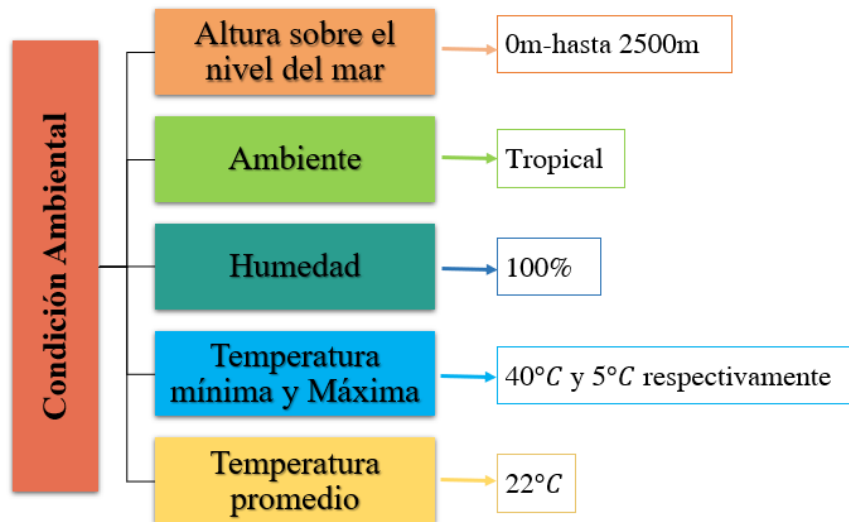 Condición Ambiental
Altura sobre el
nivel del mar
0m-hasta 2500m
Ambiente
Tropical
Humedad
100%
Temperatura
mínima y Máxima
40°C y 5°C respectivamente
Temperatura
promedio
22°C